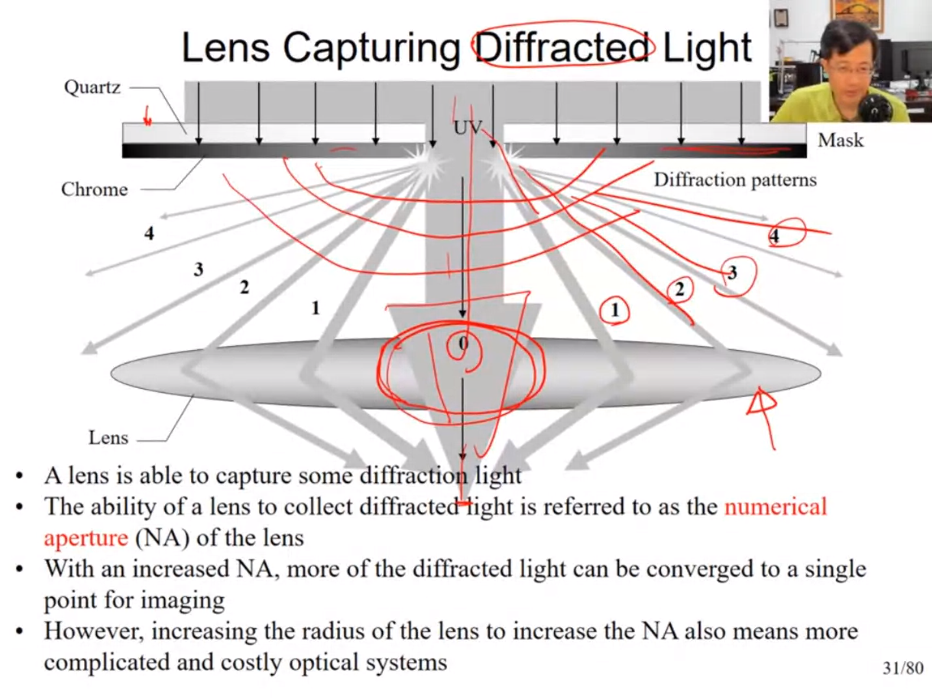 Lens Capturing Diffracted Light
Quartz
UV
Mask
Chrome
Diffraction patterns
4
4
3
3
2
2
1
1
0
Lens
• A lens is able to capture some diffraction light
• The ability of a lens to collect diffracted light is referred to as the numerical
aperture (NA) of the lens
• With an increased NA, more of the diffracted light can be converged to a single
point for imaging
• However, increasing the radius of the lens to increase the NA also means more
complicated and costly optical systems
31/80